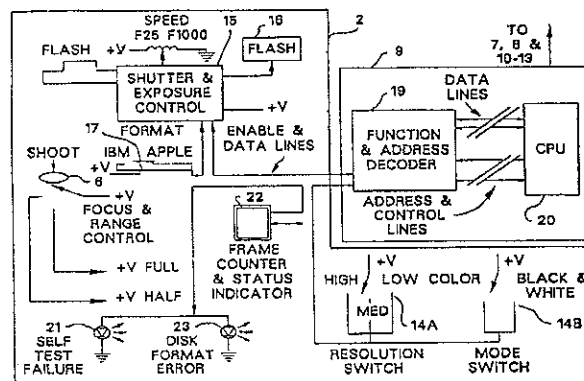 SPEED
F25 F1000
+V
15
16
2
TO
7, 8 &
10-13
FLASH
FLASH
9
SHUTTER &
EXPOSURE
CONTROL
+V
19
DATA
LINES
FORMAT
17
IBM APPLE
+V
ENABLE &
DATA LINES
FUNCTION
& ADDRESS
DECODER
CPU
SHOOT
6
+V
FOCUS &
RANGE
CONTROL
22
ADDRESS
& CONTROL
LINES
20
FRAME
COUNTER
& STATUS
INDICATOR
+V FULL
+V HALF
+V
HIGH
LOW COLOR
MED
14A
+V
BLACK &
WHITE
14B
21
SELF
TEST
FAILURE
23
DISK
FORMAT
ERROR
RESOLUTION
SWITCH
MODE
SWITCH